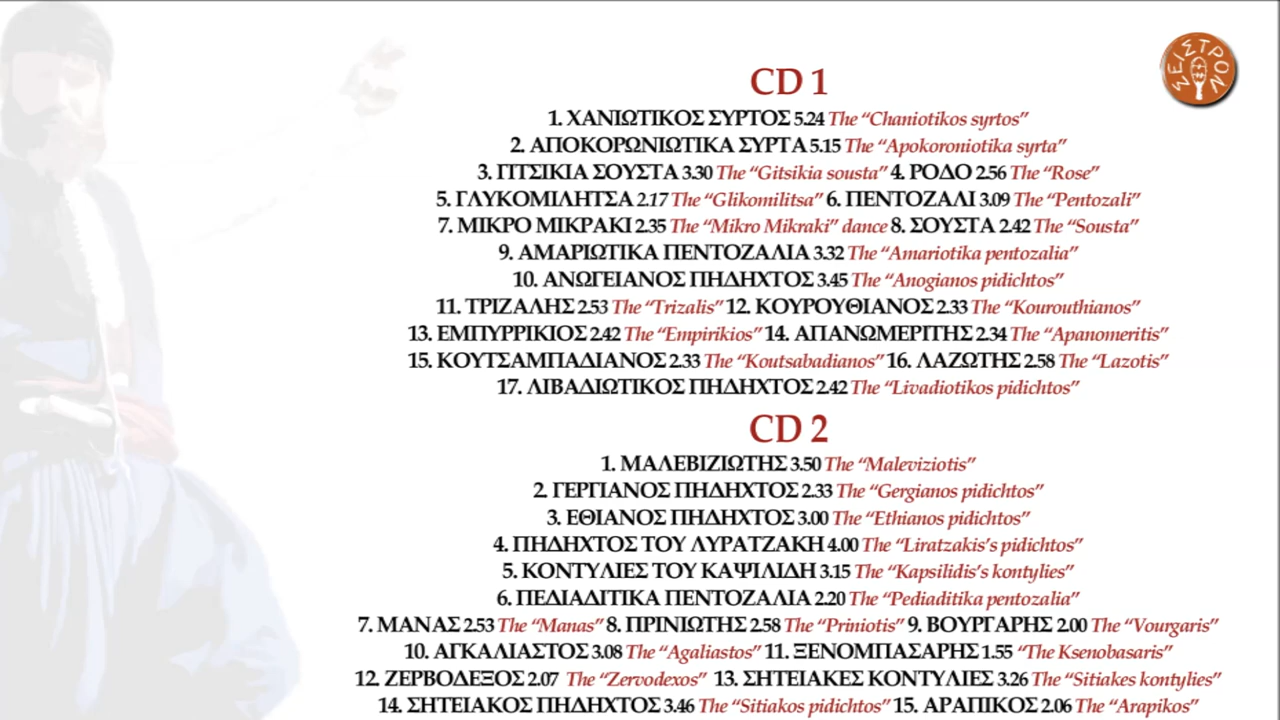 ΣΕΙΣΤΡΟΝ
CD 1
1. ΧΑΝΙΩΤΙΚΟΣ ΣΥΡΤΟΣ 5.24 The “Chaniotikos syrtos”
2. ΑΠΟΚΟΡΩΝΙΩΤΙΚΑ ΣΥΡΤΑ 5.15 The “Apokoroniotika syrta”
3. ΓΙΤΣΙΚΙΑ ΣΟΥΣΤΑ 3.30 The “Gitsikia sousta” 4. ΡΟΔΟ 2.56 The “Rose”
5. ΓΛΥΚΟΜΙΛΗΤΣΑ 2.17 The “Glikomilitsa” 6. ΠΕΝΤΟΖΑΛΙ 3.09 The “Pentozali”
7. ΜΙΚΡΟ ΜΙΚΡΑΚΙ 2.35 The “Mikro Mikraki” dance 8. ΣΟΥΣΤΑ 2.42 The “Sousta”
9. ΑΜΑΡΙΩΤΙΚΑ ΠΕΝΤΟΖΑΛΙΑ 3.32 The “Amariotika pentozalia”
10. ΑΝΩΓΕΙΑΝΟΣ ΠΗΔΗΧΤΟΣ 3.45 The “Anogianos pidichtos”
11. ΤΡΙΖΑΛΗΣ 2.53 The “Trizalis” 12. ΚΟΥΡΟΥΘΙΑΝΟΣ 2.33 The “Kourouthianos”
13. ΕΜΠΥΡΡΙΚΙΟΣ 2.42 The “Empirikios” 14. ΑΠΑΝΩΜΕΡΙΤΗΣ 2.34 The “Apanomeritis”
15. ΚΟΥΤΣΑΜΠΑΔΙΑΝΟΣ 2.33 The “Koutsabadianos” 16. ΛΑΖΩΤΗΣ 2.58 The “Lazotis”
17. ΛΙΒΑΔΙΩΤΙΚΟΣ ΠΗΔΗΧΤΟΣ 2.42 The “Livadiotikos pidichtos”
CD 2
1. ΜΑΛΕΒΙΖΙΩΤΗΣ 3.50 The “Maleviziotis”
2. ΓΕΡΓΙΑΝΟΣ ΠΗΔΗΧΤΟΣ 2.33 The “Gergianos pidichtos”
3. ΕΘΙΑΝΟΣ ΠΗΔΗΧΤΟΣ 3.00 The “Ethianos pidichtos”
4. ΠΗΔΗΧΤΟΣ ΤΟΥ ΛΥΡΑΤΖΑΚΗ 4.00 The “Liratzakis’s pidichtos”
5. ΚΟΝΤΥΛΙΕΣ ΤΟΥ ΚΑΨΙΛΙΔΗ 3.15 The “Kapsilidis’s kontylies”
6. ΠΕΔΙΑΔΙΤΙΚΑ ΠΕΝΤΟΖΑΛΙΑ 2.20 The “Pediaditika pentozalia”
7. ΜΑΝΑΣ 2.53 The “Manas” 8. ΠΡΙΝΙΩΤΗΣ 2.58 The “Priniotis” 9. ΒΟΥΡΓΑΡΗΣ 2.00 The “Vourgaris”
10. ΑΓΚΑΛΙΑΣΤΟΣ 3.08 The “Agaliastos” 11. ΞΕΝΟΜΠΑΣΑΡΗΣ 1.55 “The Ksenobasaris”
12. ΖΕΡΒΟΔΕΞΟΣ 2.07 The “Zervodexos” 13. ΣΗΤΕΙΑΚΕΣ ΚΟΝΤΥΛΙΕΣ 3.26 The “Sitiakes kontylies”
14. ΣΗΤΕΙΑΚΟΣ ΠΗΔΗΧΤΟΣ 3.46 The “Sitiakos pidichtos” 15. ΑΡΑΠΙΚΟΣ 2.06 The “Arapikos”